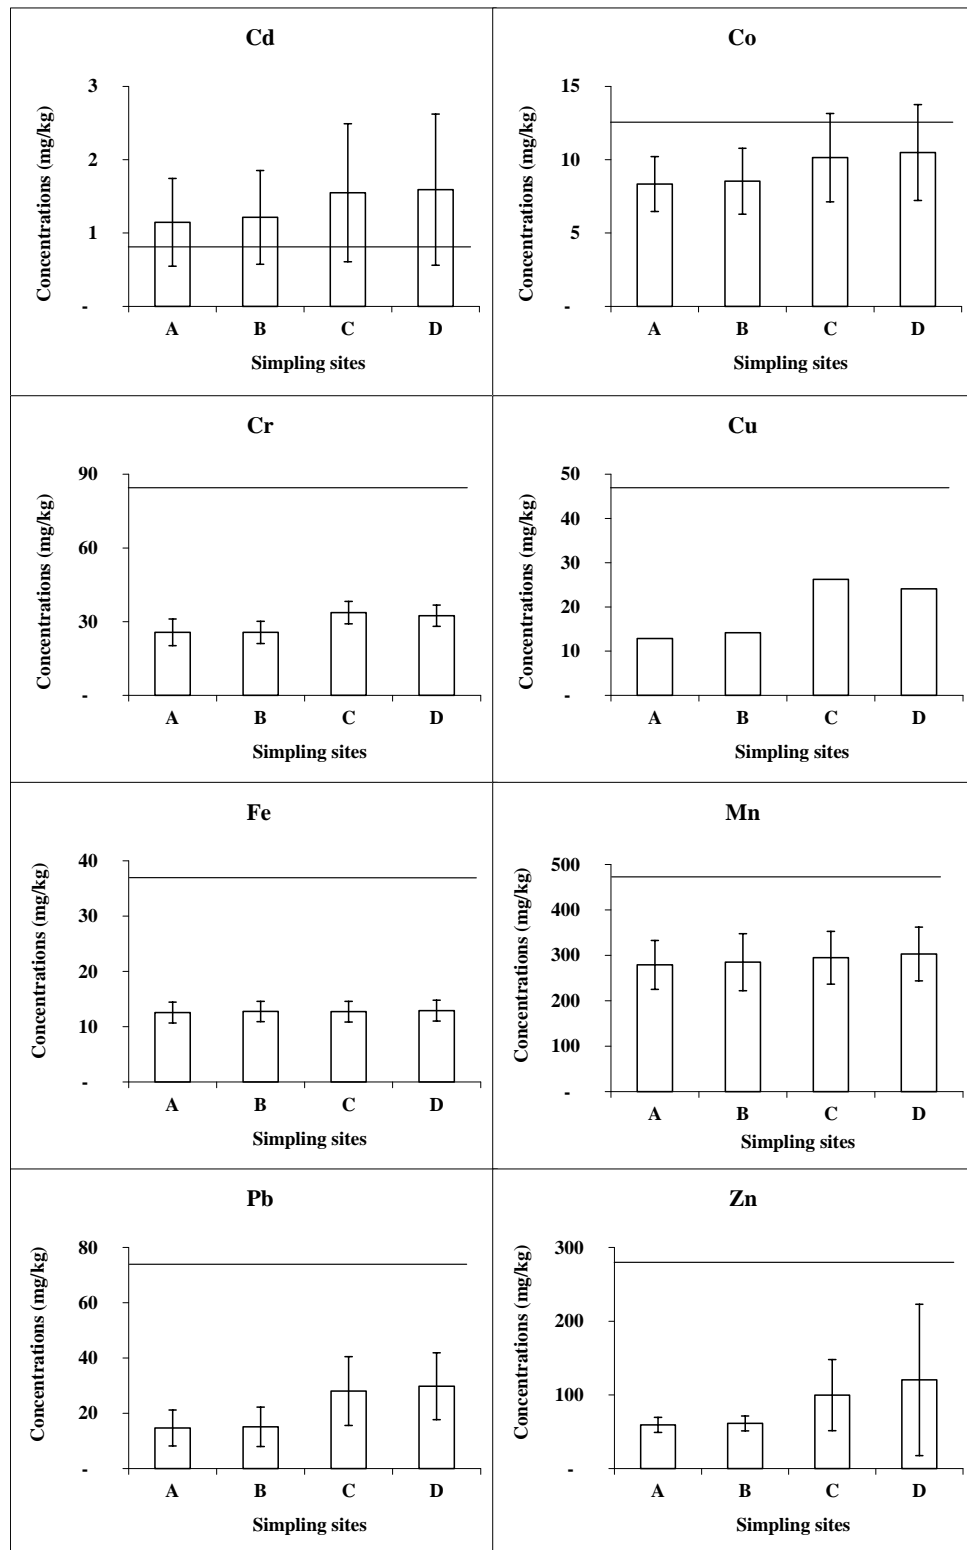 Cd
Concentrations (mg/kg)
3
2
1
-
A B C D
Simpling sites
Co
Concentrations (mg/kg)
15
10
5
-
A B C D
Simpling sites
Cr
Concentrations (mg/kg)
90
60
30
-
A B C D
Simpling sites
Cu
Concentrations (mg/kg)
50
40
30
20
10
-
A B C D
Simpling sites
Fe
Concentrations (mg/kg)
40
30
20
10
-
A B C D
Simpling sites
Mn
Concentrations (mg/kg)
500
400
300
200
100
-
A B C D
Simpling sites
Pb
Concentrations (mg/kg)
80
60
40
20
-
A B C D
Simpling sites
Zn
Concentrations (mg/kg)
300
200
100
-
A B C D
Simpling sites